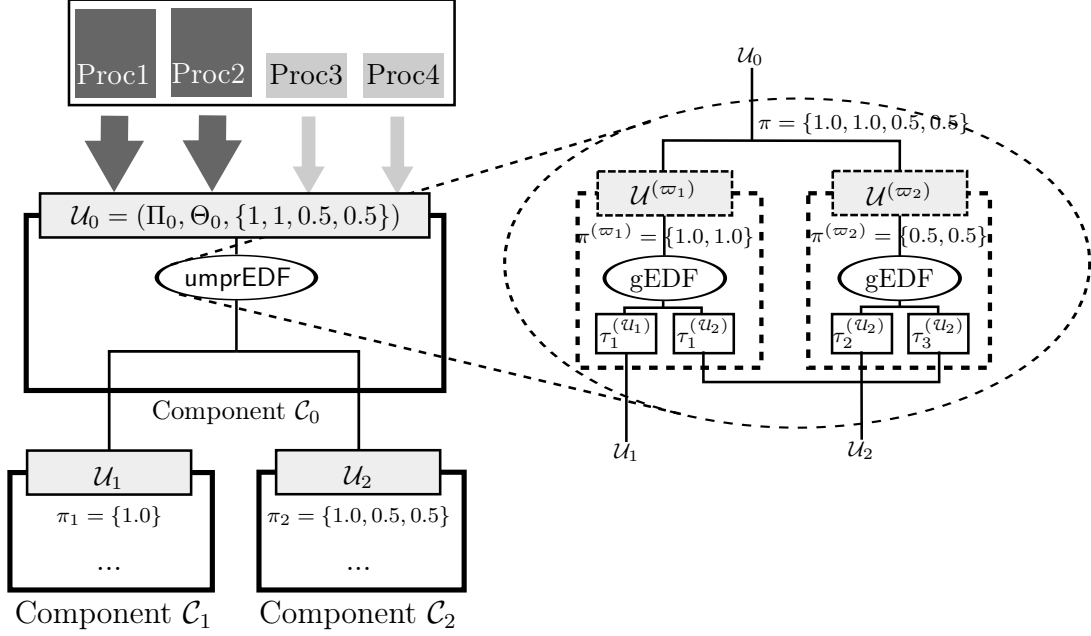 Proc1 Proc2 Proc3 Proc4
𝒰₀ = (Π₀, Θ₀, {1, 1, 0.5, 0.5})
umprEDF
Component 𝒞₀
𝒰₁
π₁ = {1.0}
...
Component 𝒞₁
𝒰₂
π₂ = {1.0, 0.5, 0.5}
...
Component 𝒞₂
𝒰₀
π = {1.0, 1.0, 0.5, 0.5}
𝒰^(ϖ₁)
π^(ϖ₁) = {1.0, 1.0}
gEDF
τ₁^(𝒰₁) τ₁^(𝒰₂)
𝒰^(ϖ₂)
π^(ϖ₂) = {0.5, 0.5}
gEDF
τ₂^(𝒰₂) τ₃^(𝒰₂)
𝒰₁
𝒰₂